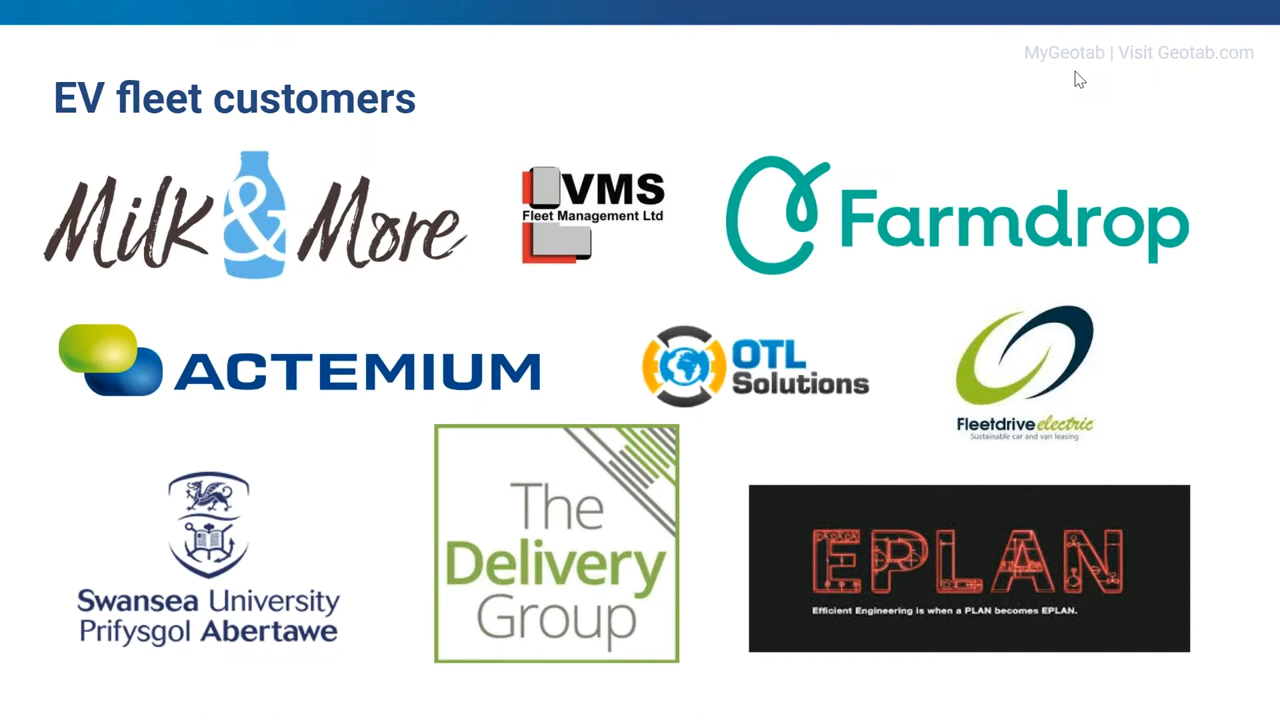 MyGeotab | Visit Geotab.com
EV fleet customers
Milk & More
VMS
Fleet Management Ltd
Farmdrop
ACTEMIUM
OTL
Solutions
Fleetdrive electric
Sustainable car and van leasing
Swansea University
Prifysgol Abertawe
The
Delivery
Group
EPLAN
Efficient Engineering is when a PLAN becomes EPLAN.